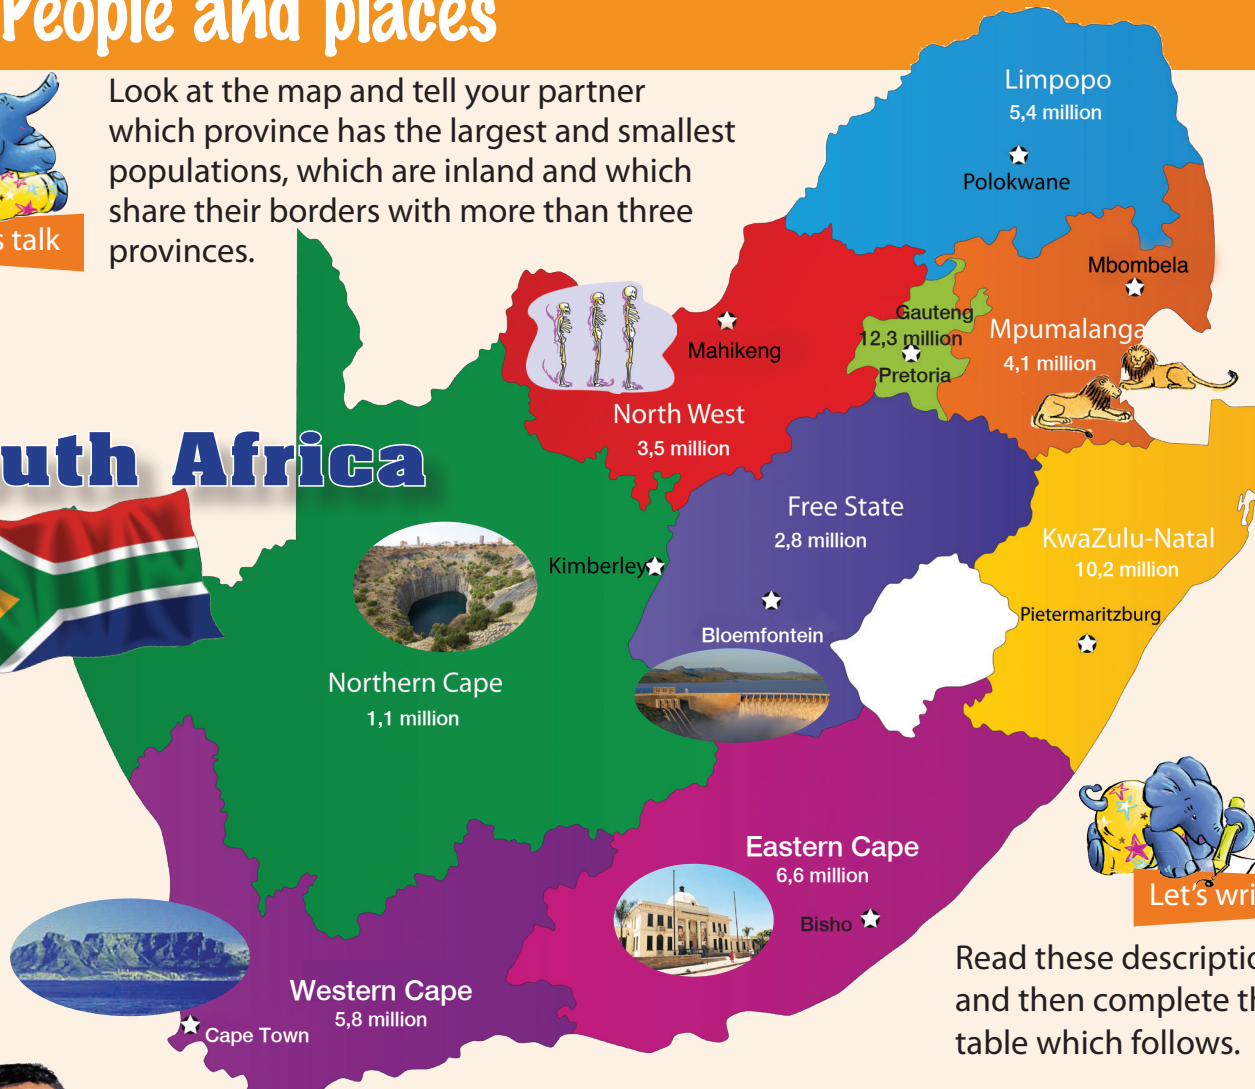 People and places
Look at the map and tell your partner
which province has the largest and smallest
populations, which are inland and which
share their borders with more than three
provinces.
talk
Limpopo
5,4 million
Polokwane
Mbombela
Mpumalanga
4,1 million
Gauteng
12,3 million
Pretoria
Mahikeng
North West
3,5 million
Africa
Free State
2,8 million
Bloemfontein
KwaZulu-Natal
10,2 million
Pietermaritzburg
Kimberley
Northern Cape
1,1 million
Eastern Cape
6,6 million
Bisho
Western Cape
5,8 million
Cape Town
Let's
Read these
and then complete
table which follows.